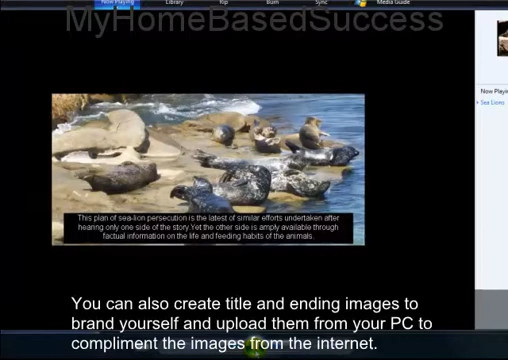 Now Playing Library Rip Burn Sync Media Guide
MyHomeBasedSuccess
Now Playi
Sea Lions
This plan of sea-lion persecution is the latest of similar efforts undertaken after
hearing only one side of the story.Yet the other side is amply available through
factual information on the life and feeding habits of the animals.
You can also create title and ending images to
brand yourself and upload them from your PC to
compliment the images from the internet.